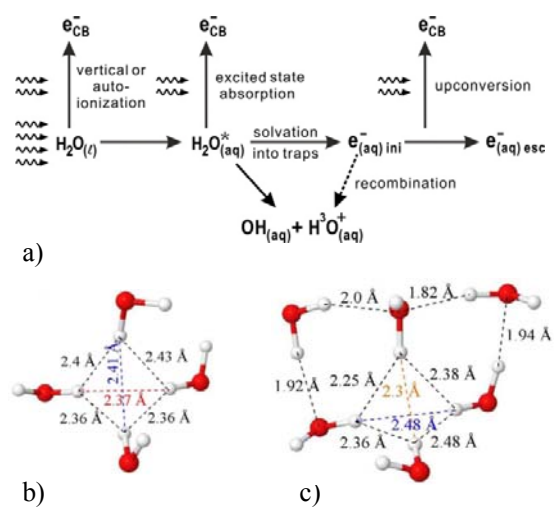 e⁻CB e⁻CB e⁻CB
vertical or auto-ionization
excited state absorption
upconversion
H₂O(ℓ) H₂O*(aq) solvation into traps e⁻(aq) ini e⁻(aq) esc
recombination
OH(aq) + H³O⁺(aq)
a)
2.4 Å 2.41 Å 2.43 Å
2.37 Å
2.36 Å 2.36 Å
b)
2.0 Å 1.82 Å
1.94 Å
1.92 Å 2.25 Å 2.3 Å 2.38 Å
2.48 Å
2.36 Å 2.48 Å
c)